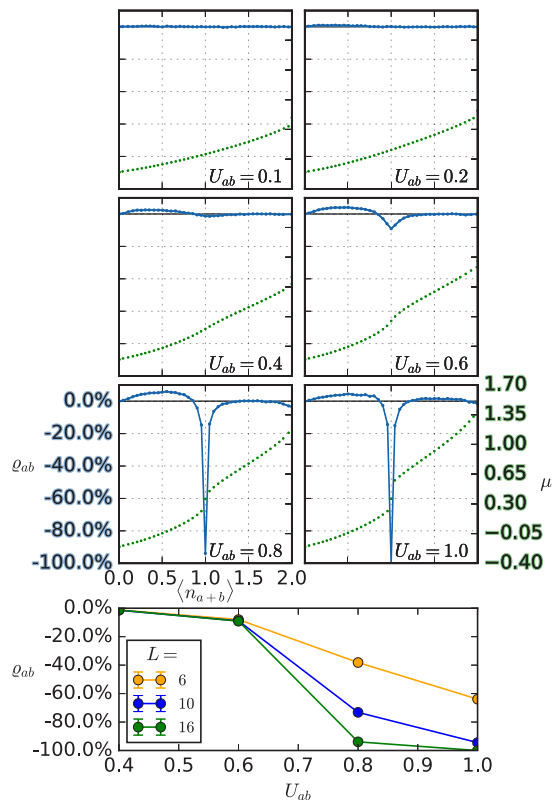 U_ab = 0.1
U_ab = 0.2
U_ab = 0.4
U_ab = 0.6
0.0%
-20.0%
-40.0%
-60.0%
-80.0%
-100.0%
ϱ_ab
U_ab = 0.8
U_ab = 1.0
1.70
1.35
1.00
0.65
0.30
−0.05
−0.40
μ
0.0 0.5 1.0 1.5 2.0
⟨n_a+b⟩
0.0%
-20.0%
-40.0%
-60.0%
-80.0%
-100.0%
ϱ_ab
L =
6
10
16
0.4 0.5 0.6 0.7 0.8 0.9 1.0
U_ab